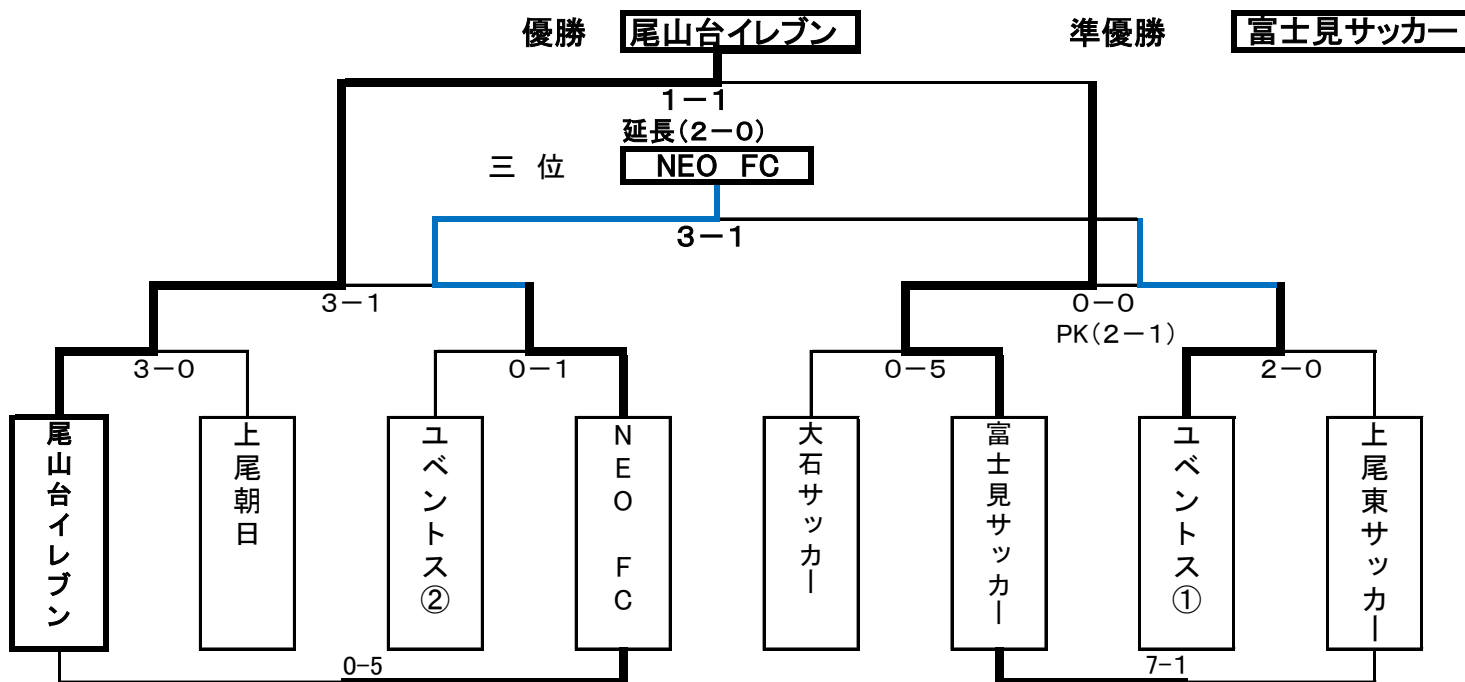 優勝 尾山台イレブン 準優勝 富士見サッカー
1－1
延長(2－0)
三 位 NEO FC
3－1
3－1 0－0
PK(2－1)
3－0 0－1 0－5 2－0
尾山台イレブン
上尾朝日
ユベントス②
NEO FC
大石サッカー
富士見サッカー
ユベントス①
上尾東サッカー
0-5 7-1